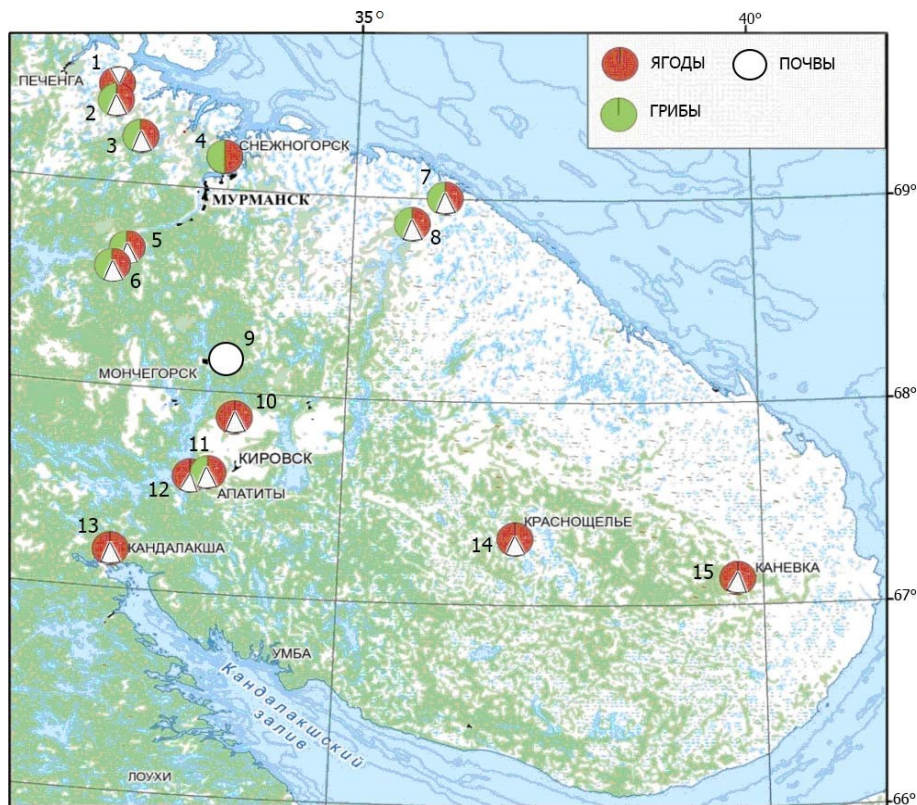 35°
40°
ЯГОДЫ
ПОЧВЫ
ГРИБЫ
1
ПЕЧЕНГА
2
3
4
СНЕЖНОГОРСК
МУРМАНСК
7
69°
8
5
6
9
МОНЧЕГОРСК
68°
10
11
КИРОВСК
12
АПАТИТЫ
13
КАНДАЛАКША
КРАСНОЩЕЛЬЕ
14
КАНЕВКА
15
67°
УМБА
Кандалакшский
залив
ЛОУХИ
66°